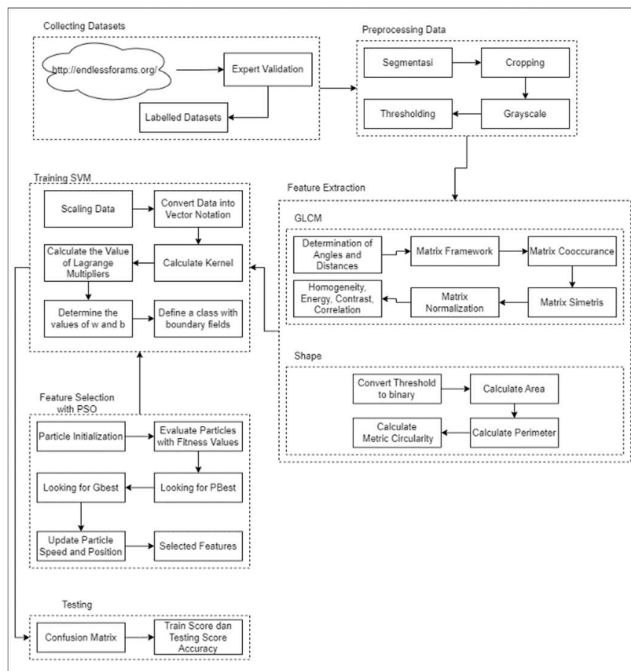 Collecting Datasets
http://endlessforams.org/
Expert Validation
Labelled Datasets
Preprocessing Data
Segmentasi
Cropping
Thresholding
Grayscale
Training SVM
Scaling Data
Convert Data into
Vector Notation
Calculate the Value
of Lagrange
Multipliers
Calculate Kernel
Determine the
values of w and b
Define a class with
boundary fields
Feature Extraction
GLCM
Determination of
Angles and
Distances
Matrix Framework
Matrix Cooccurance
Homogeneity,
Energy, Contrast,
Correlation
Matrix
Normalization
Matrix Simetris
Shape
Convert Threshold
to binary
Calculate Area
Calculate
Metric Circularity
Calculate Perimeter
Feature Selection
with PSO
Particle Initialization
Evaluate Particles
with Fitness Values
Looking for Gbest
Looking for PBest
Update Particle
Speed and Position
Selected Features
Testing
Confusion Matrix
Train Score dan
Testing Score
Accuracy